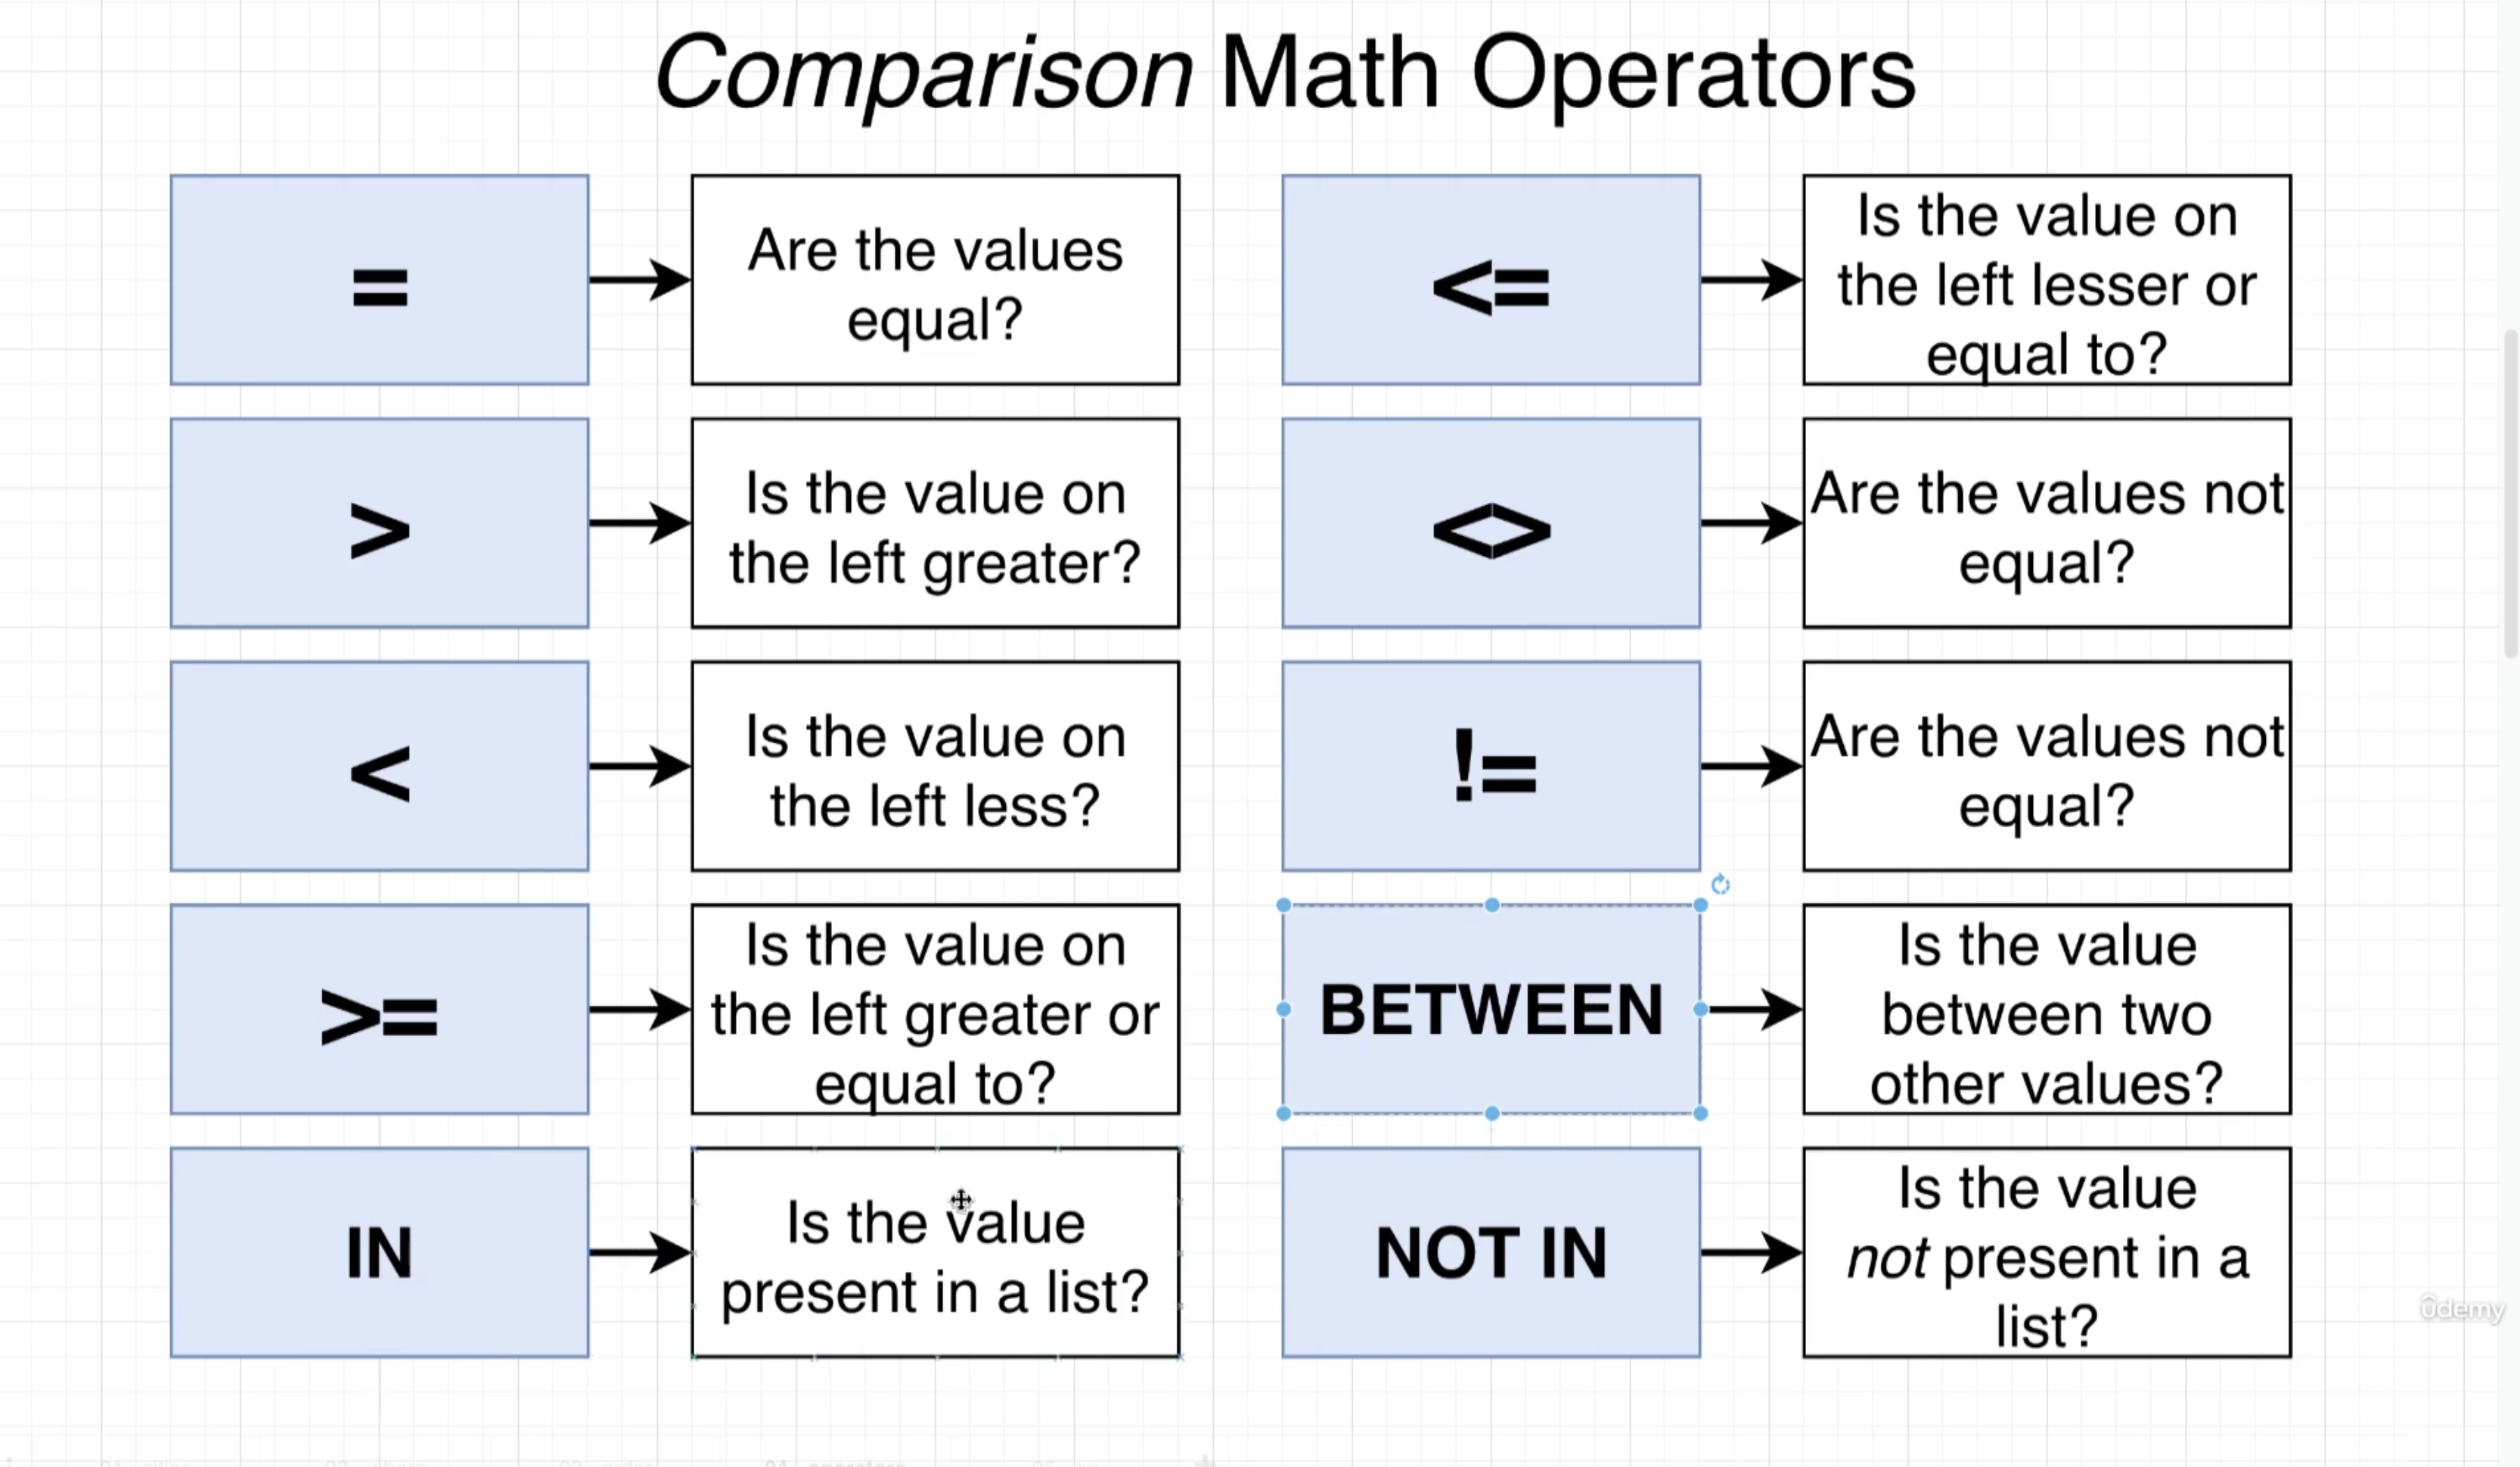 Comparison Math Operators
=
Are the values
equal?
<=
Is the value on
the left lesser or
equal to?
>
Is the value on
the left greater?
<>
Are the values not
equal?
<
Is the value on
the left less?
!=
Are the values not
equal?
>=
Is the value on
the left greater or
equal to?
BETWEEN
Is the value
between two
other values?
IN
Is the value
present in a list?
NOT IN
Is the value
not present in a
list?
ûdemy